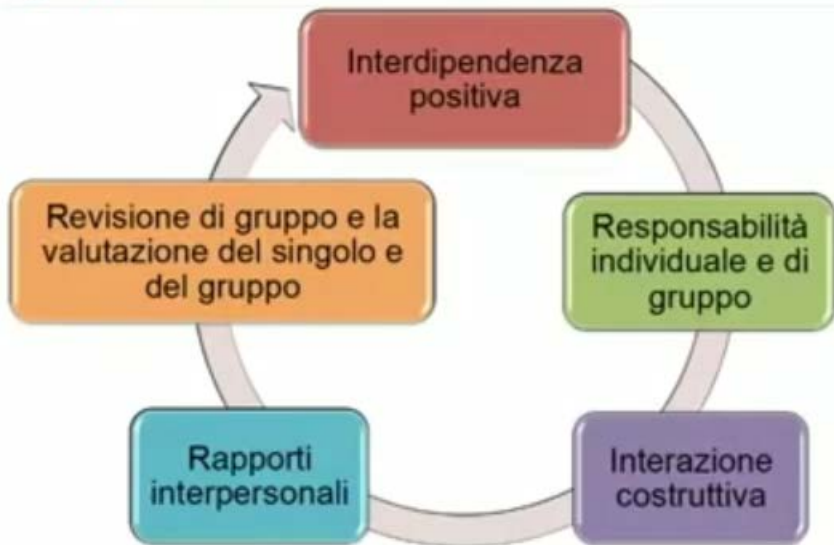 Interdipendenza
positiva
Responsabilità
individuale e di
gruppo
Interazione
costruttiva
Rapporti
interpersonali
Revisione di gruppo e la
valutazione del singolo e
del gruppo